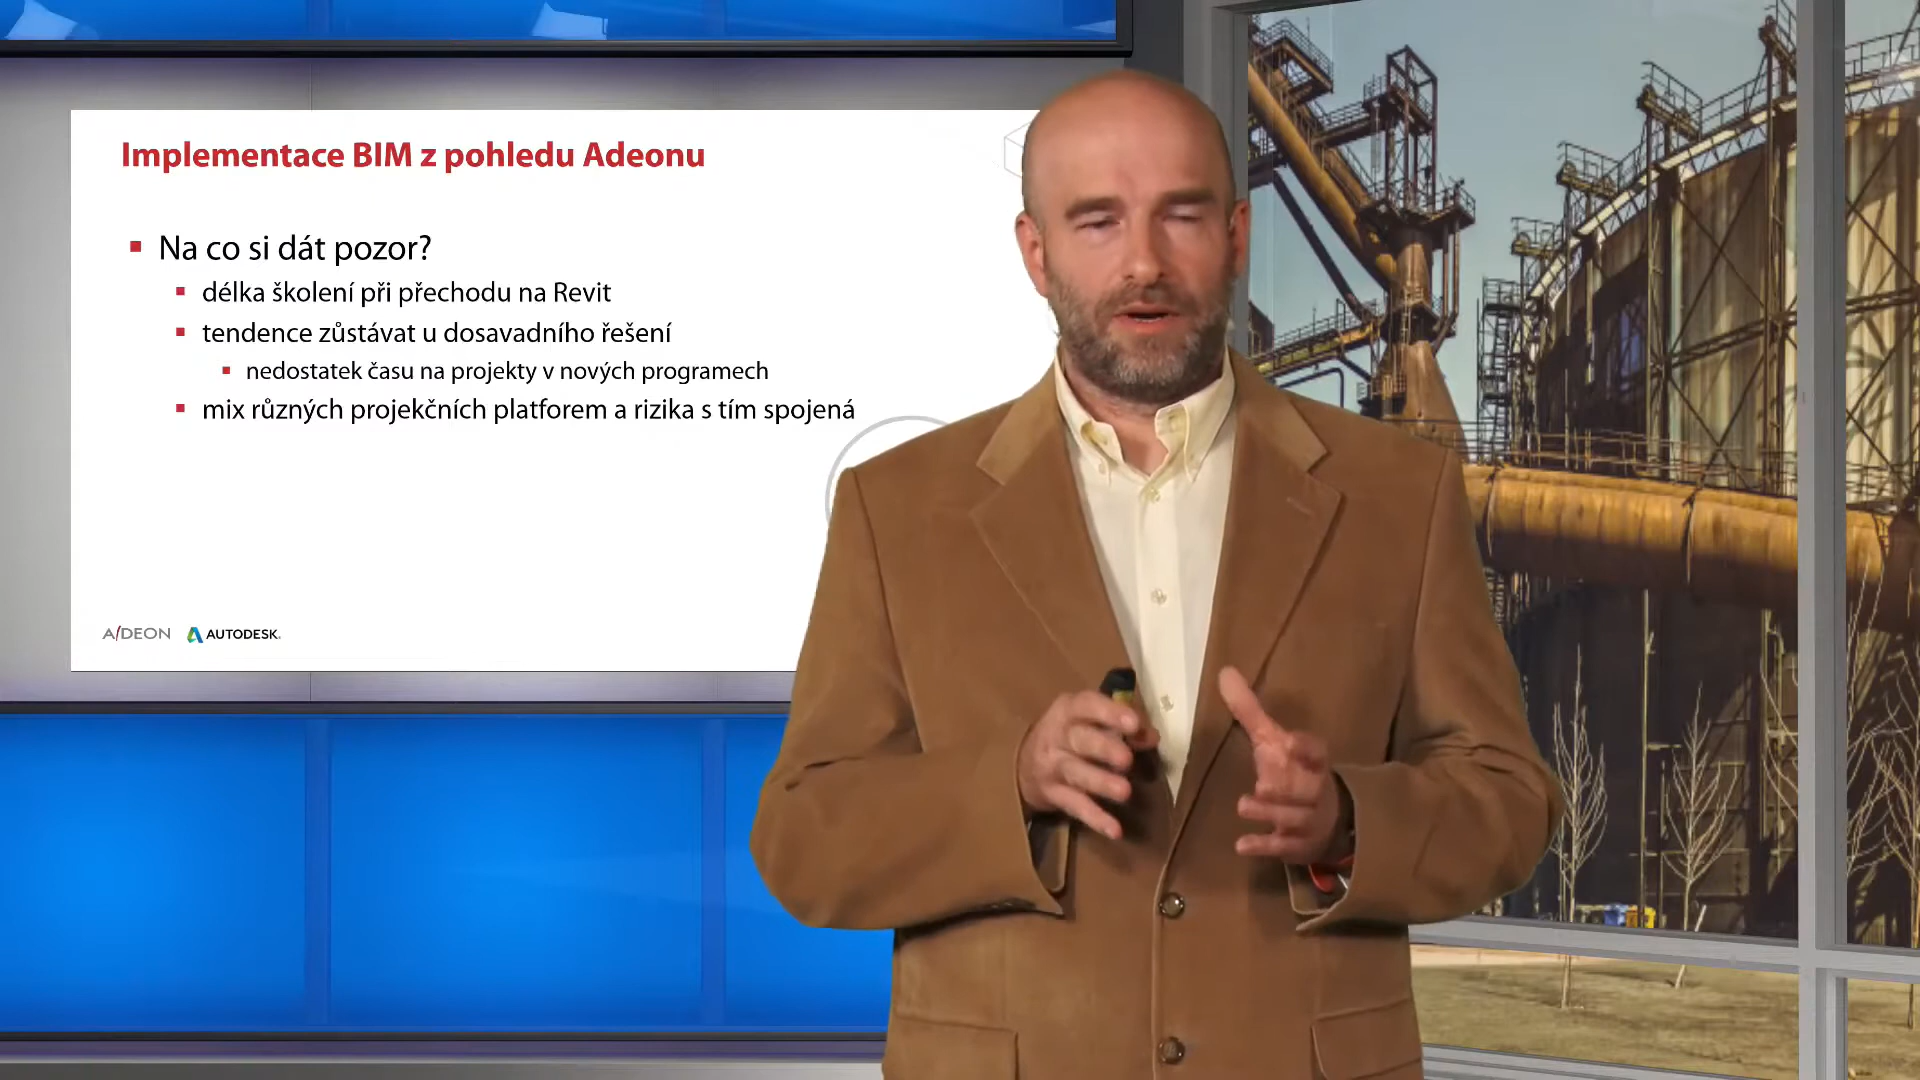 Implementace BIM z pohledu Adeonu
Na co si dát pozor?
délka školení při přechodu na Revit
tendence zůstávat u dosavadního řešení
nedostatek času na projekty v nových programech
mix různých projekčních platforem a rizika s tím spojená
A/DEON AUTODESK.